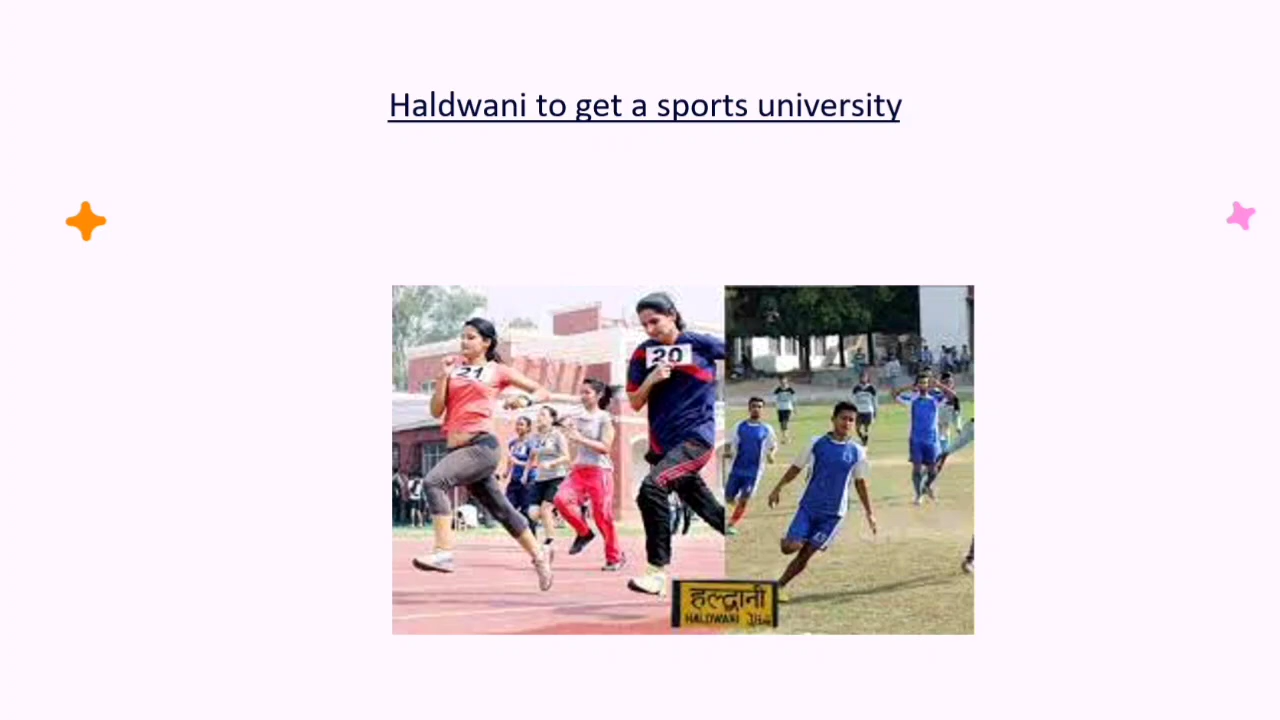 Haldwani to get a sports university
21
20
हल्द्वानी
HALDWANI